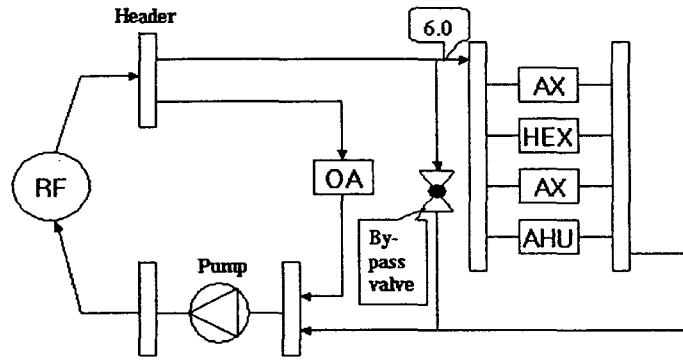 Header
6.0
AX
HEX
AX
AHU
OA
RF
By-
pass
valve
Pump